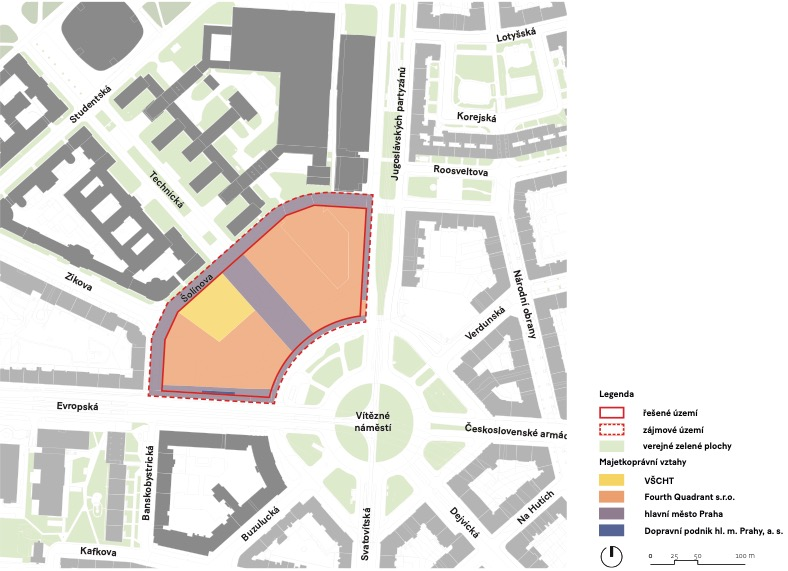 Lotyšská
Studentská
Jugoslávských partyzánů
Korejská
Roosveltova
Technická
Zikova
Šolínova
Národní obrany
Verdunská
Evropská
Vítězné
náměstí
Československé armád
Banskobystrická
Buzulucká
Kafkova
Svatovítská
Dejvická
Na Hutích
Legenda
řešené území
zájmové území
verejné zelené plochy
Majetkoprávní vztahy
VŠCHT
Fourth Quadrant s.r.o.
hlavní město Praha
Dopravní podnik hl. m. Prahy, a. s.
0 25 50 100 m